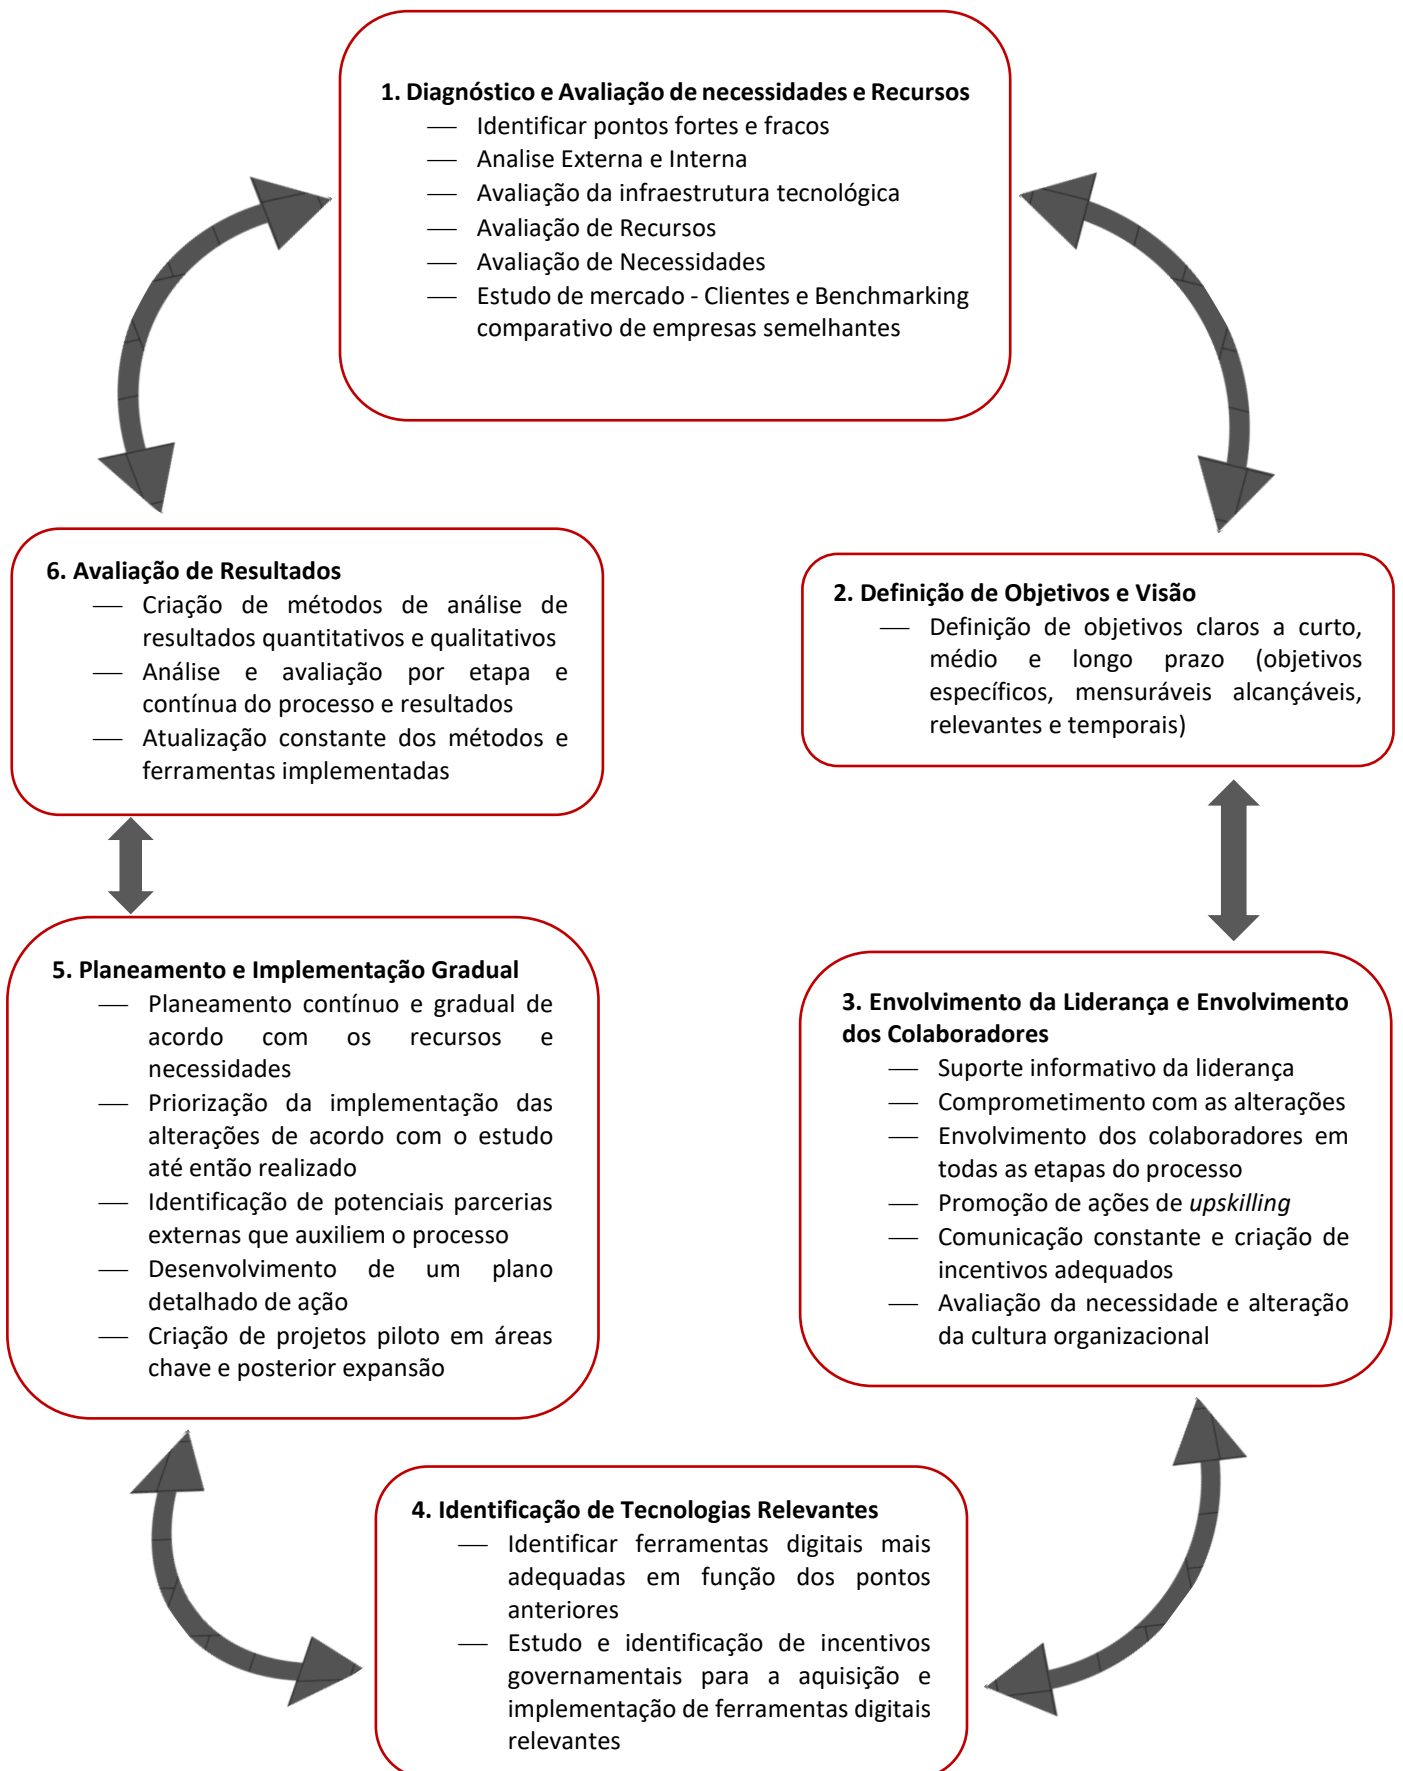 1. Diagnóstico e Avaliação de necessidades e Recursos
— Identificar pontos fortes e fracos
— Analise Externa e Interna
— Avaliação da infraestrutura tecnológica
— Avaliação de Recursos
— Avaliação de Necessidades
— Estudo de mercado - Clientes e Benchmarking
comparativo de empresas semelhantes
2. Definição de Objetivos e Visão
— Definição de objetivos claros a curto,
médio e longo prazo (objetivos
específicos, mensuráveis alcançáveis,
relevantes e temporais)
3. Envolvimento da Liderança e Envolvimento
dos Colaboradores
— Suporte informativo da liderança
— Comprometimento com as alterações
— Envolvimento dos colaboradores em
todas as etapas do processo
— Promoção de ações de upskilling
— Comunicação constante e criação de
incentivos adequados
— Avaliação da necessidade e alteração
da cultura organizacional
4. Identificação de Tecnologias Relevantes
— Identificar ferramentas digitais mais
adequadas em função dos pontos
anteriores
— Estudo e identificação de incentivos
governamentais para a aquisição e
implementação de ferramentas digitais
relevantes
5. Planeamento e Implementação Gradual
— Planeamento contínuo e gradual de
acordo com os recursos e
necessidades
— Priorização da implementação das
alterações de acordo com o estudo
até então realizado
— Identificação de potenciais parcerias
externas que auxiliem o processo
— Desenvolvimento de um plano
detalhado de ação
— Criação de projetos piloto em áreas
chave e posterior expansão
6. Avaliação de Resultados
— Criação de métodos de análise de
resultados quantitativos e qualitativos
— Análise e avaliação por etapa e
contínua do processo e resultados
— Atualização constante dos métodos e
ferramentas implementadas